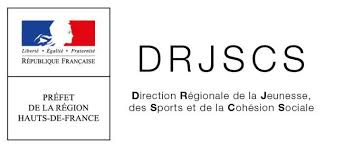 Liberté • Égalité • Fraternité
RÉPUBLIQUE FRANÇAISE
PRÉFET
DE LA RÉGION
HAUTS-DE-FRANCE
DRJSCS
Direction Régionale de la Jeunesse,
des Sports et de la Cohésion Sociale